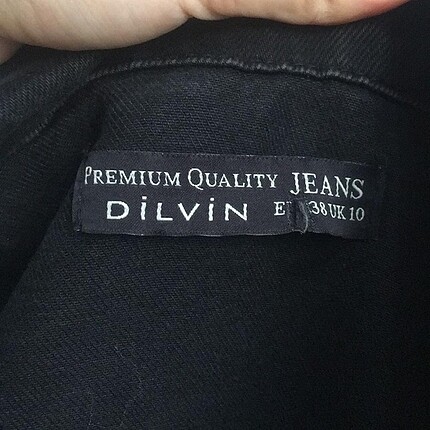 PREMIUM QUALITY JEANS
DİLVİN 38 UK 10